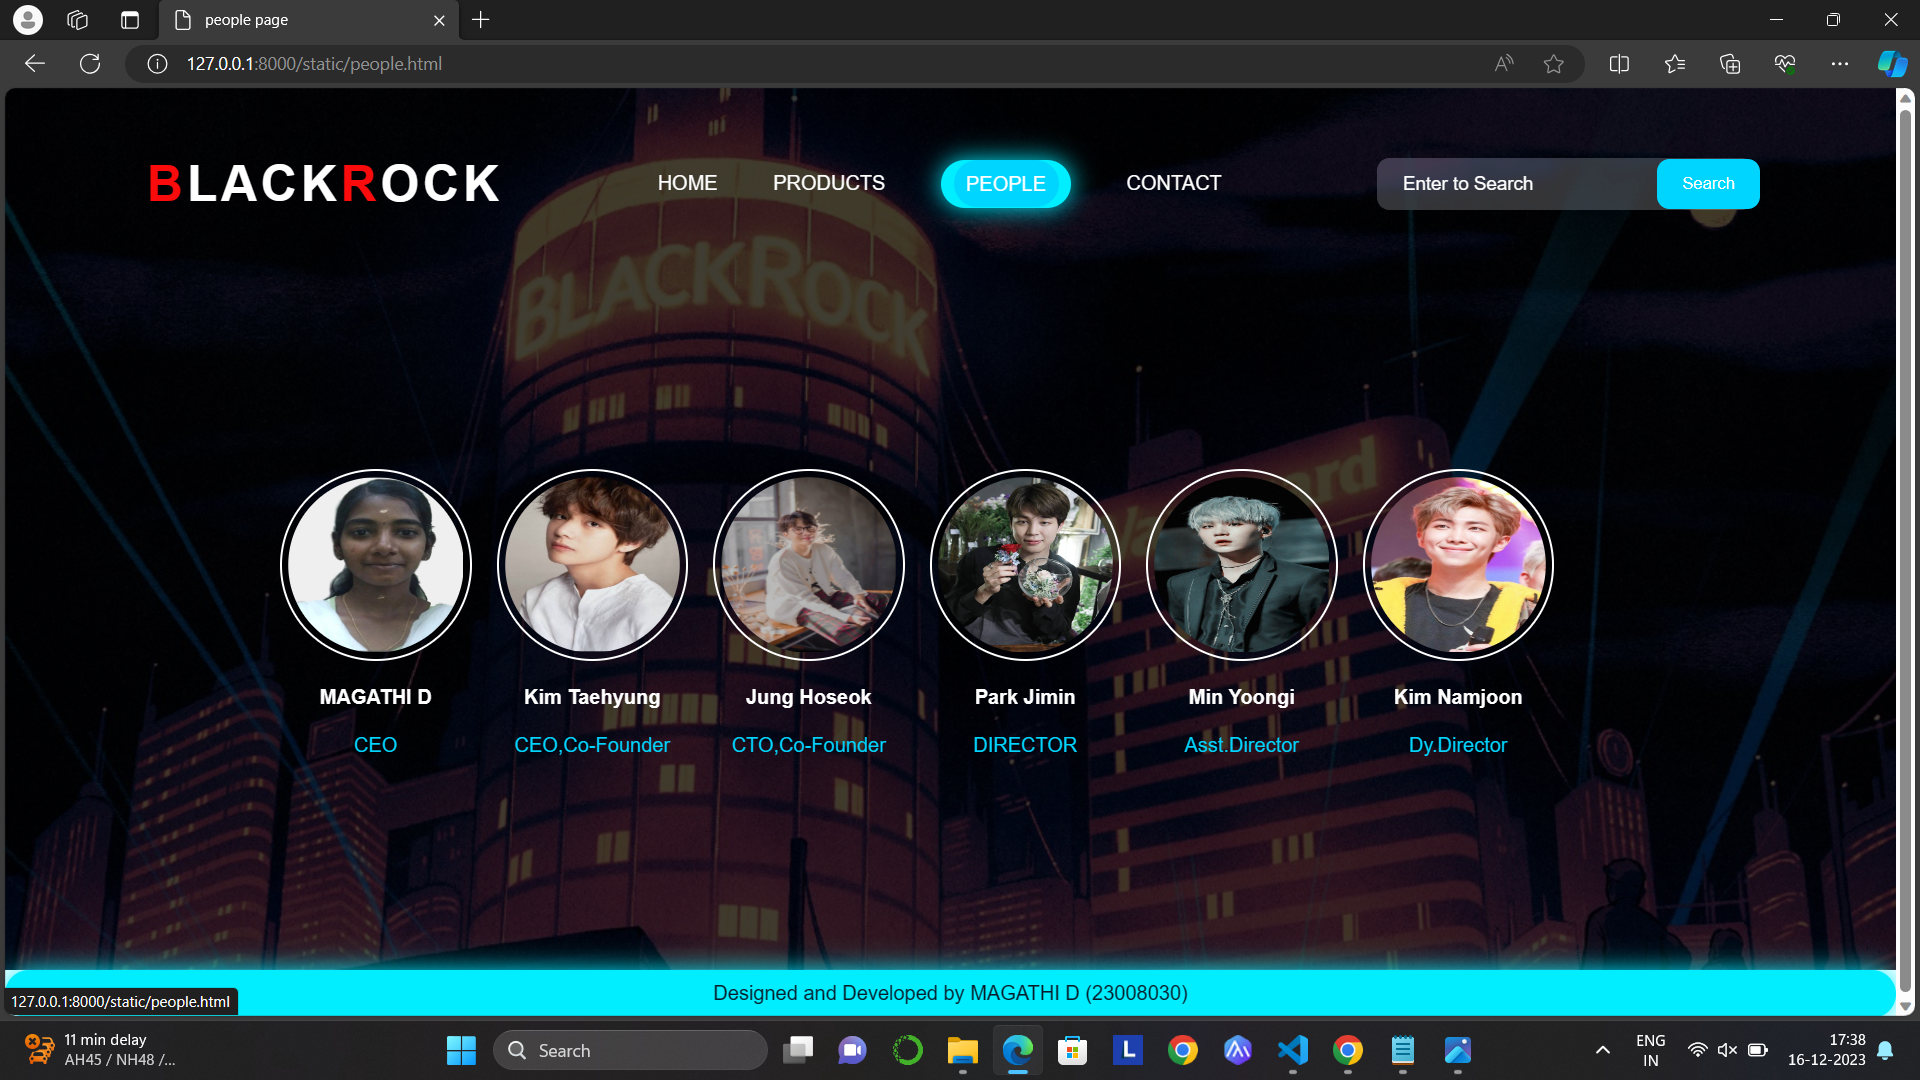 people page
127.0.0.1:8000/static/people.html
BLACKROCK
HOME
PRODUCTS
PEOPLE
CONTACT
Enter to Search
Search
BLACKROCK
MAGATHI D
Kim Taehyung
Jung Hoseok
Park Jimin
Min Yoongi
Kim Namjoon
CEO
CEO,Co-Founder
CTO,Co-Founder
DIRECTOR
Asst.Director
Dy.Director
Designed and Developed by MAGATHI D (23008030)
127.0.0.1:8000/static/people.html
11 min delay
AH45 / NH48 /...
Search
L
ENG
IN
17:38
16-12-2023